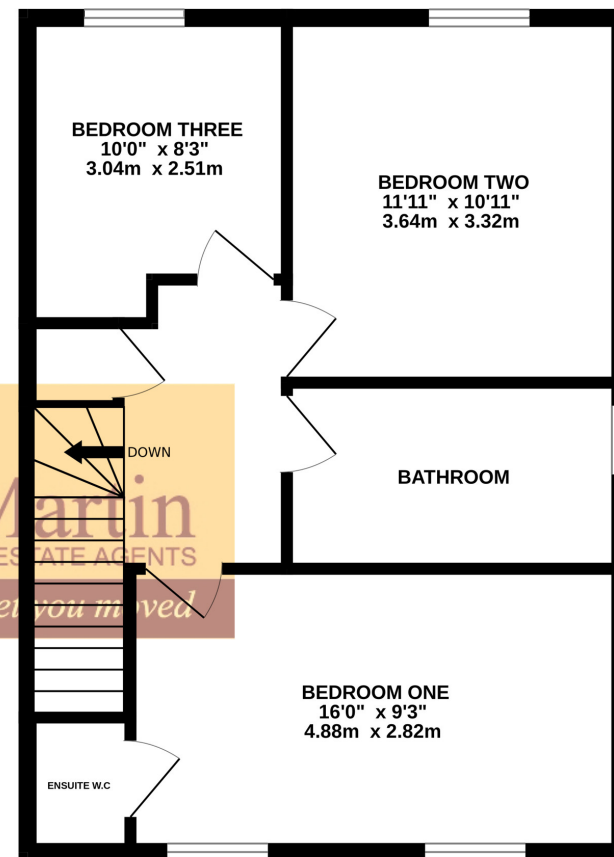 BEDROOM THREE
10'0" x 8'3"
3.04m x 2.51m
BEDROOM TWO
11'11" x 10'11"
3.64m x 3.32m
DOWN
BATHROOM
Martin
ESTATE AGENTS
you moved
BEDROOM ONE
16'0" x 9'3"
4.88m x 2.82m
ENSUITE W.C